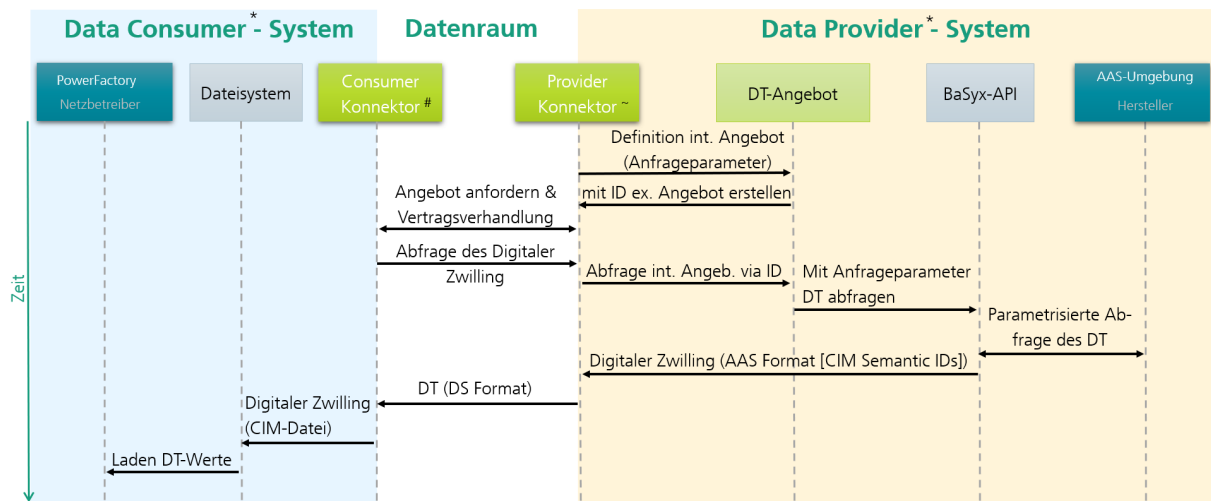 Data Consumer* - System
Datenraum
Data Provider* - System
PowerFactory
Netzbetreiber
Dateisystem
Consumer
Konnektor #
Provider
Konnektor ~
DT-Angebot
BaSyx-API
AAS-Umgebung
Hersteller
Zeit
Definition int. Angebot
(Anfrageparameter)
mit ID ex. Angebot erstellen
Angebot anfordern &
Vertragsverhandlung
Abfrage des Digitaler
Zwilling
Abfrage int. Angeb. via ID
Mit Anfrageparameter
DT abfragen
Parametrisierte Ab-
frage des DT
Digitaler Zwilling (AAS Format [CIM Semantic IDs])
DT (DS Format)
Digitaler Zwilling
(CIM-Datei)
Laden DT-Werte